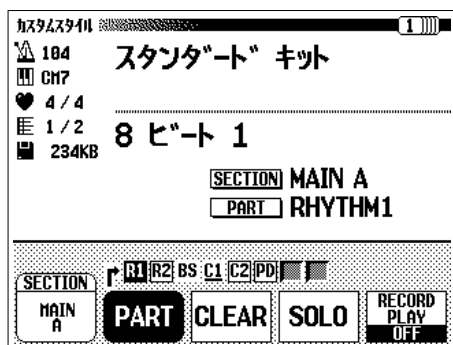 カスタムスタイル 1
104
CM7
4/4
1/2
234KB
スタンダード キット
8 ビート 1
SECTION MAIN A
PART RHYTHM1
R1 R2 BS C1 C2 PD
SECTION
MAIN
A
PART
CLEAR
SOLO
RECORD
PLAY
OFF